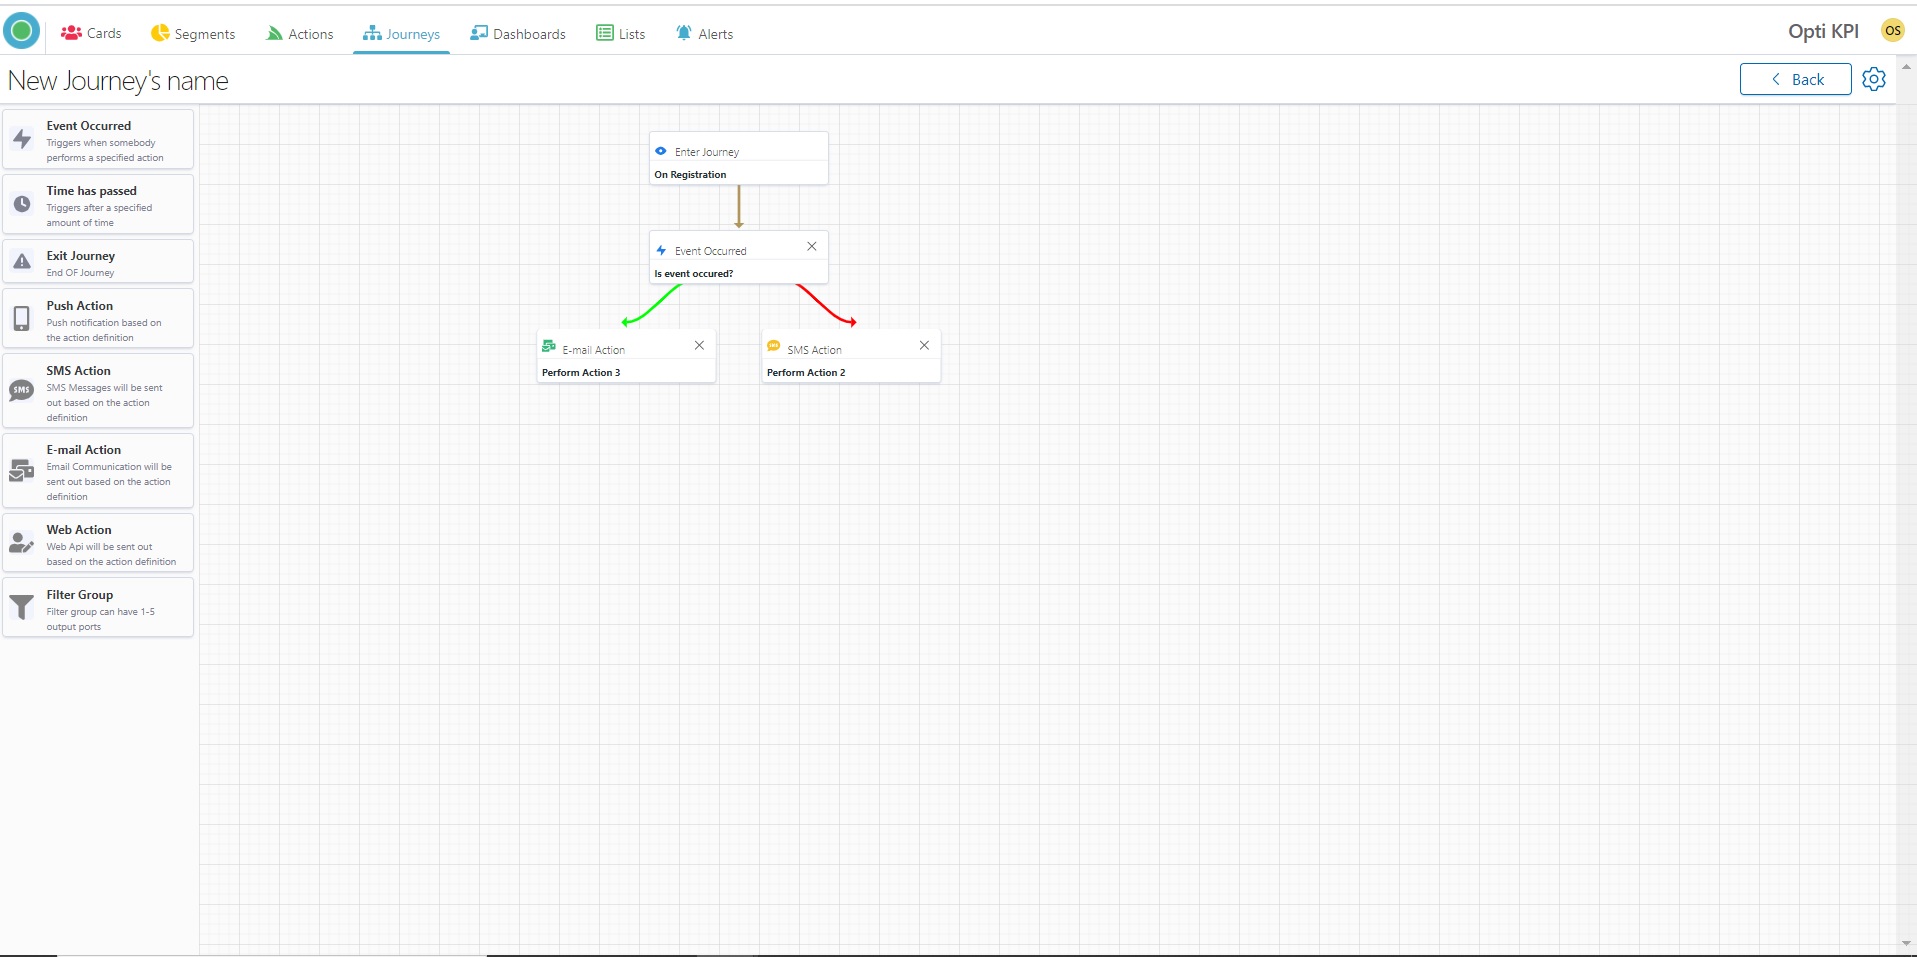 Cards
Segments
Actions
Journeys
Dashboards
Lists
Alerts
Opti KPI
OS
New Journey's name
Back
Event Occurred
Triggers when somebody
performs a specified action
Time has passed
Triggers after a specified
amount of time
Exit Journey
End OF Journey
Push Action
Push notification based on
the action definition
SMS
SMS Action
SMS Messages will be sent
out based on the action
definition
E-mail Action
Email Communication will be
sent out based on the action
definition
Web Action
Web Api will be sent out
based on the action definition
Filter Group
Filter group can have 1-5
output ports
Enter Journey
On Registration
Event Occurred
Is event occured?
E-mail Action
Perform Action 3
SMS
SMS Action
Perform Action 2